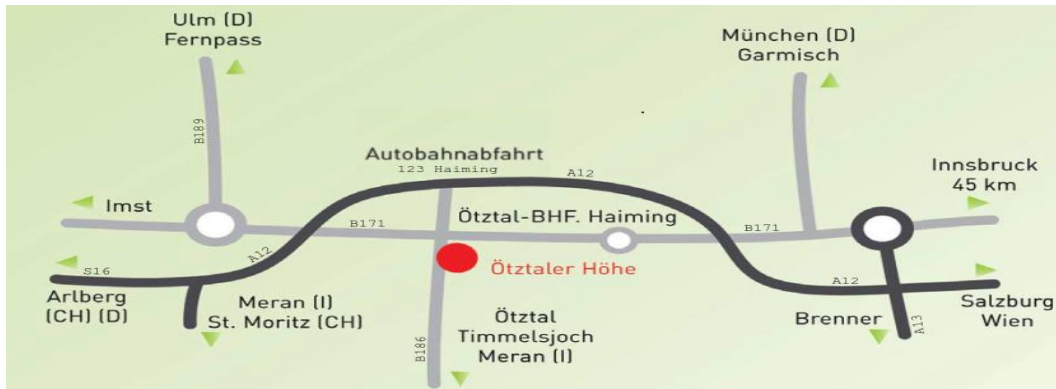 Ulm (D)
Fernpass
München (D)
Garmisch
B189
Autobahnabfahrt
123 Haiming
A12
Innsbruck
45 km
Imst
B171
Ötztal-BHF. Haiming
B171
A12
Ötztaler Höhe
S16
A12
Arlberg
(CH) (D)
Meran (I)
St. Moritz (CH)
Ötztal
Timmelsjoch
Meran (I)
B186
Brenner
A13
Salzburg
Wien